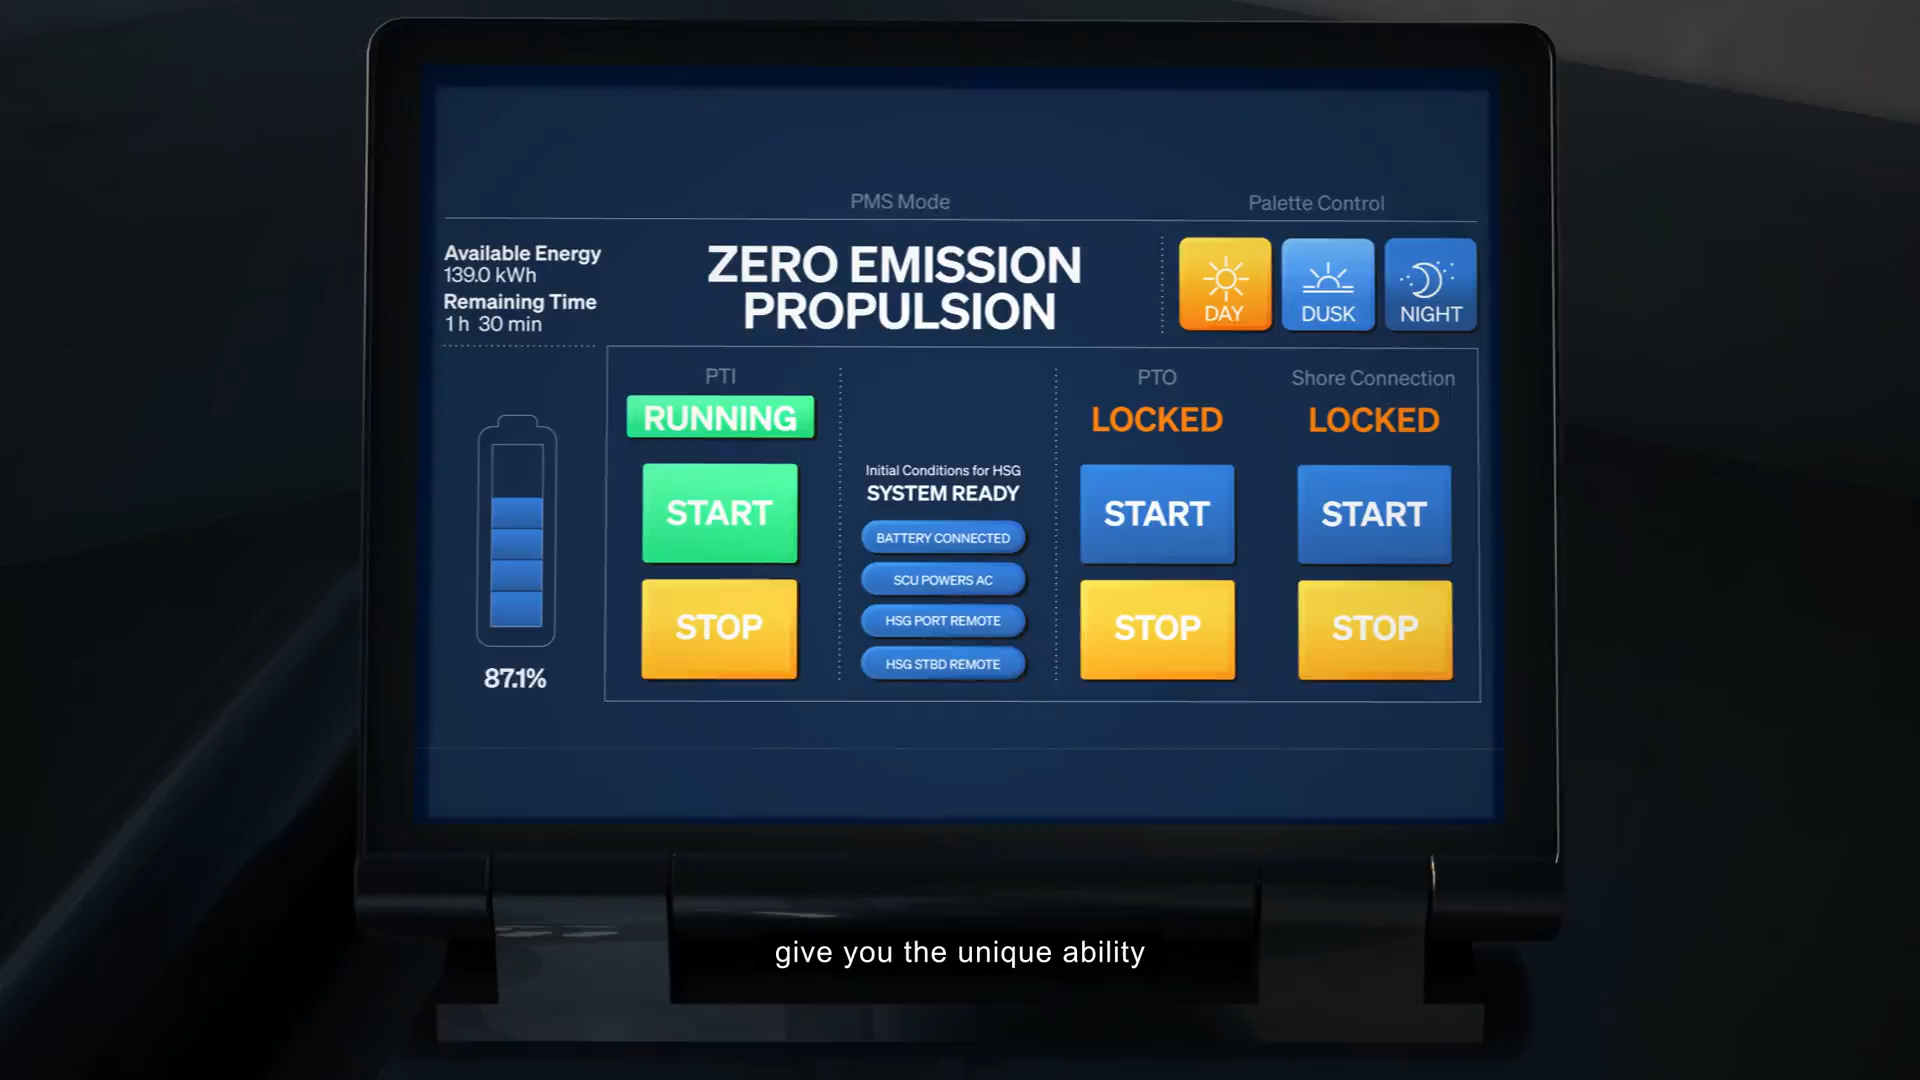 PMS Mode
Palette Control
Available Energy
139.0 kWh
Remaining Time
1 h 30 min
ZERO EMISSION
PROPULSION
DAY
DUSK
NIGHT
PTI
RUNNING
START
STOP
Initial Conditions for HSG
SYSTEM READY
BATTERY CONNECTED
SCU POWERS AC
HSG PORT REMOTE
HSG STBD REMOTE
PTO
LOCKED
START
STOP
Shore Connection
LOCKED
START
STOP
87.1%
give you the unique ability